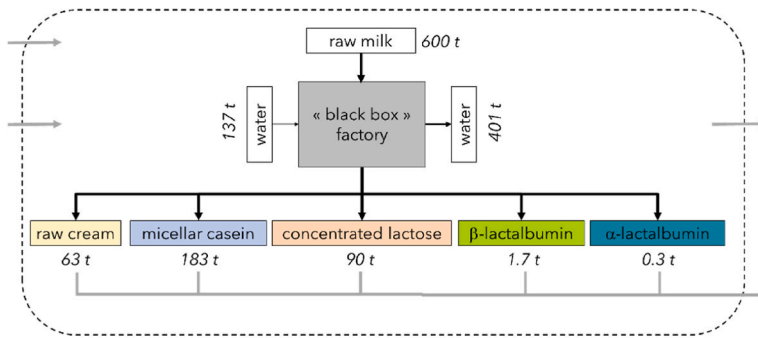 raw milk 600 t
137 t
water
« black box »
factory
water
401 t
raw cream
micellar casein
concentrated lactose
β-lactalbumin
α-lactalbumin
63 t
183 t
90 t
1.7 t
0.3 t